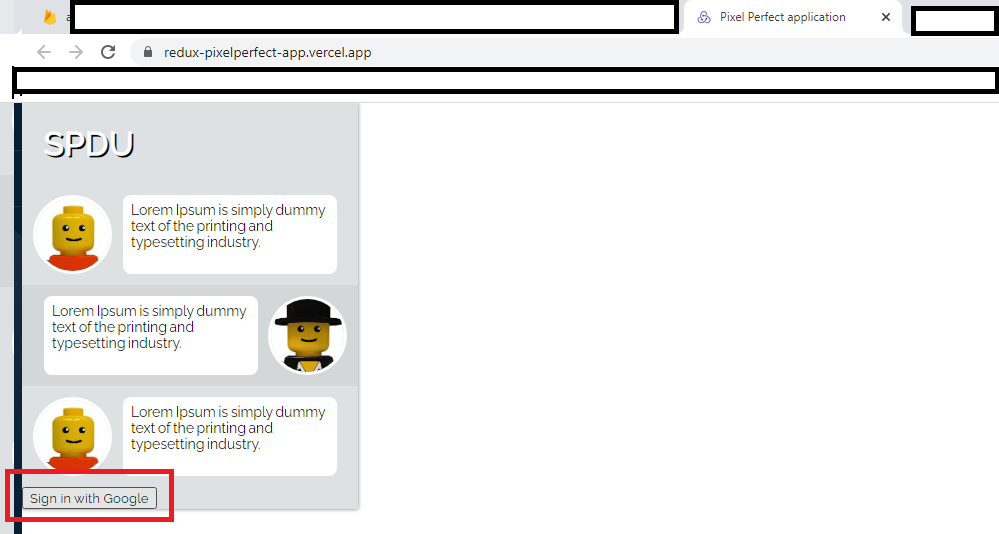 Pixel Perfect application
redux-pixelperfect-app.vercel.app
SPDU
Lorem Ipsum is simply dummy
text of the printing and
typesetting industry.
Lorem Ipsum is simply dummy
text of the printing and
typesetting industry.
Lorem Ipsum is simply dummy
text of the printing and
typesetting industry.
Sign in with Google